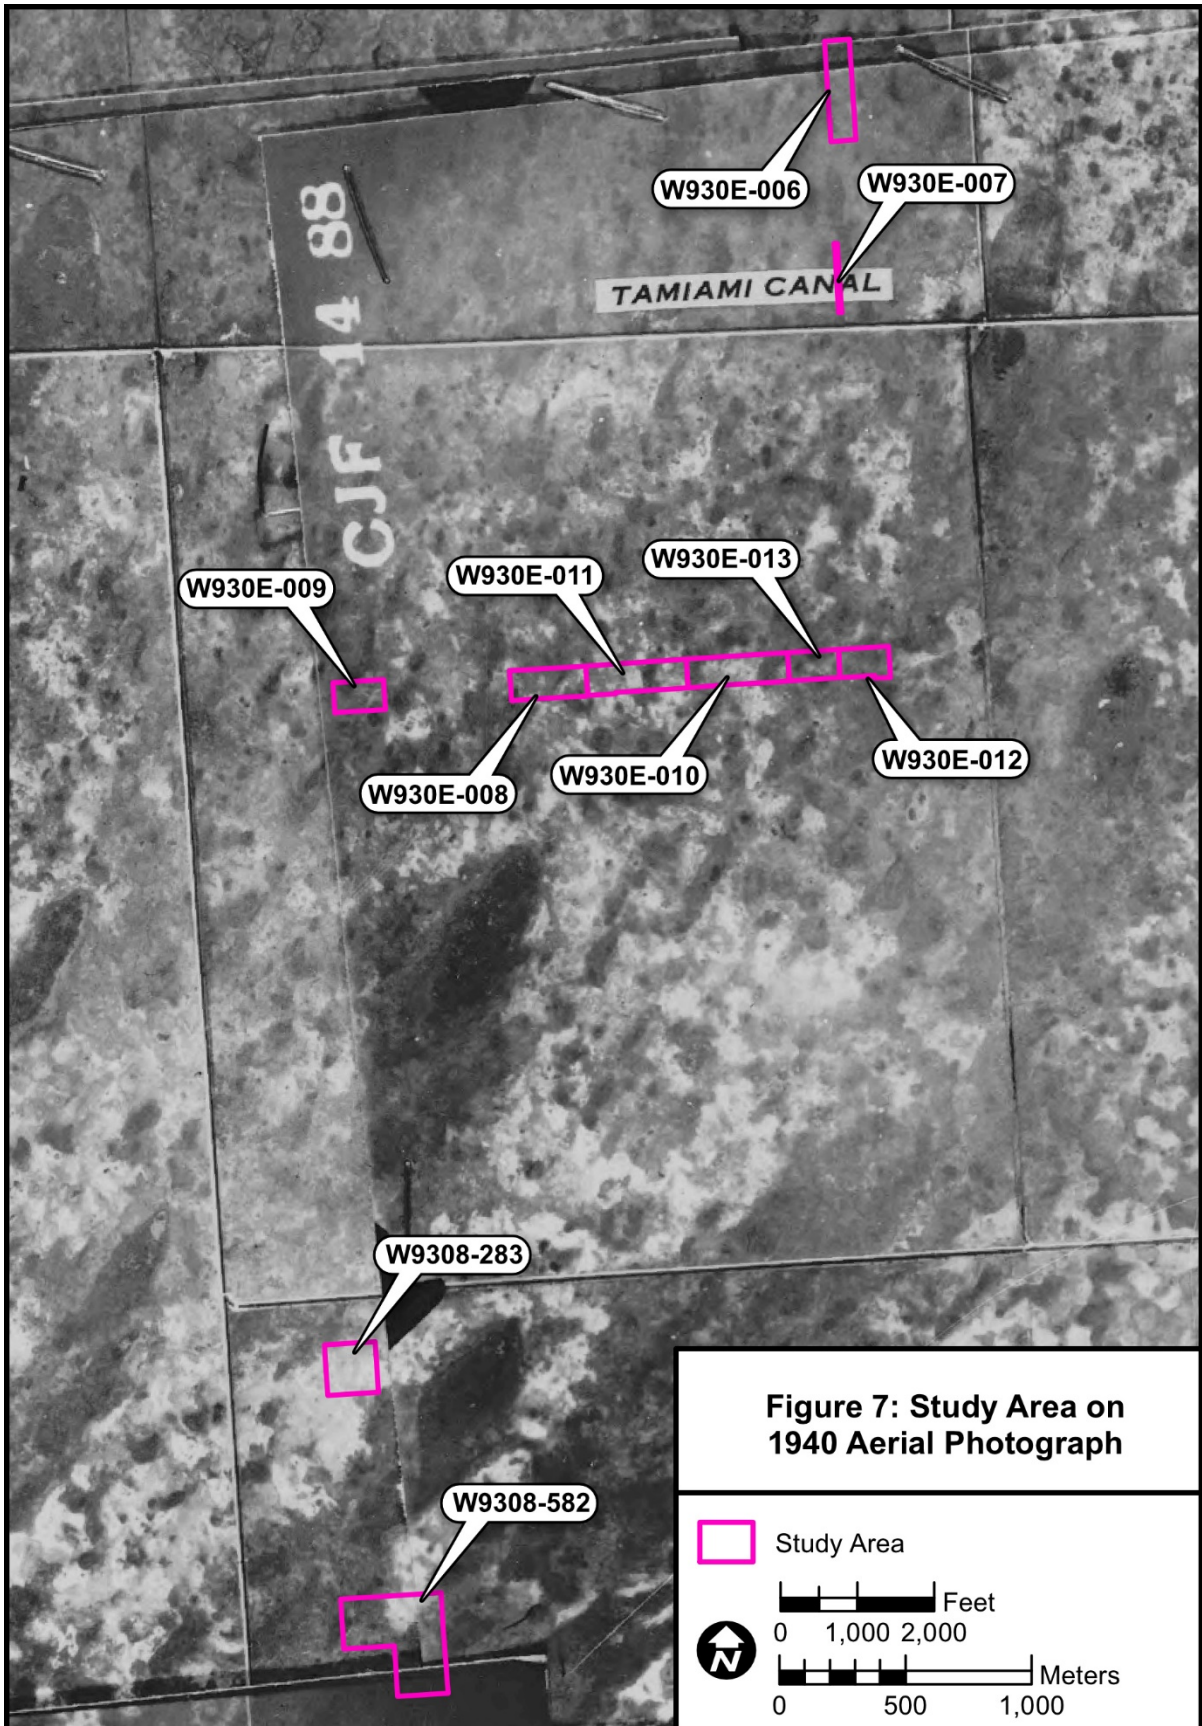 W930E-006
W930E-007
CJF 14 88
TAMIAMI CANAL
W930E-013
W930E-011
W930E-009
W930E-010
W930E-012
W930E-008
W9308-283
W9308-582
Figure 7: Study Area on
1940 Aerial Photograph
Study Area
Feet
0 1,000 2,000
N
Meters
0 500 1,000